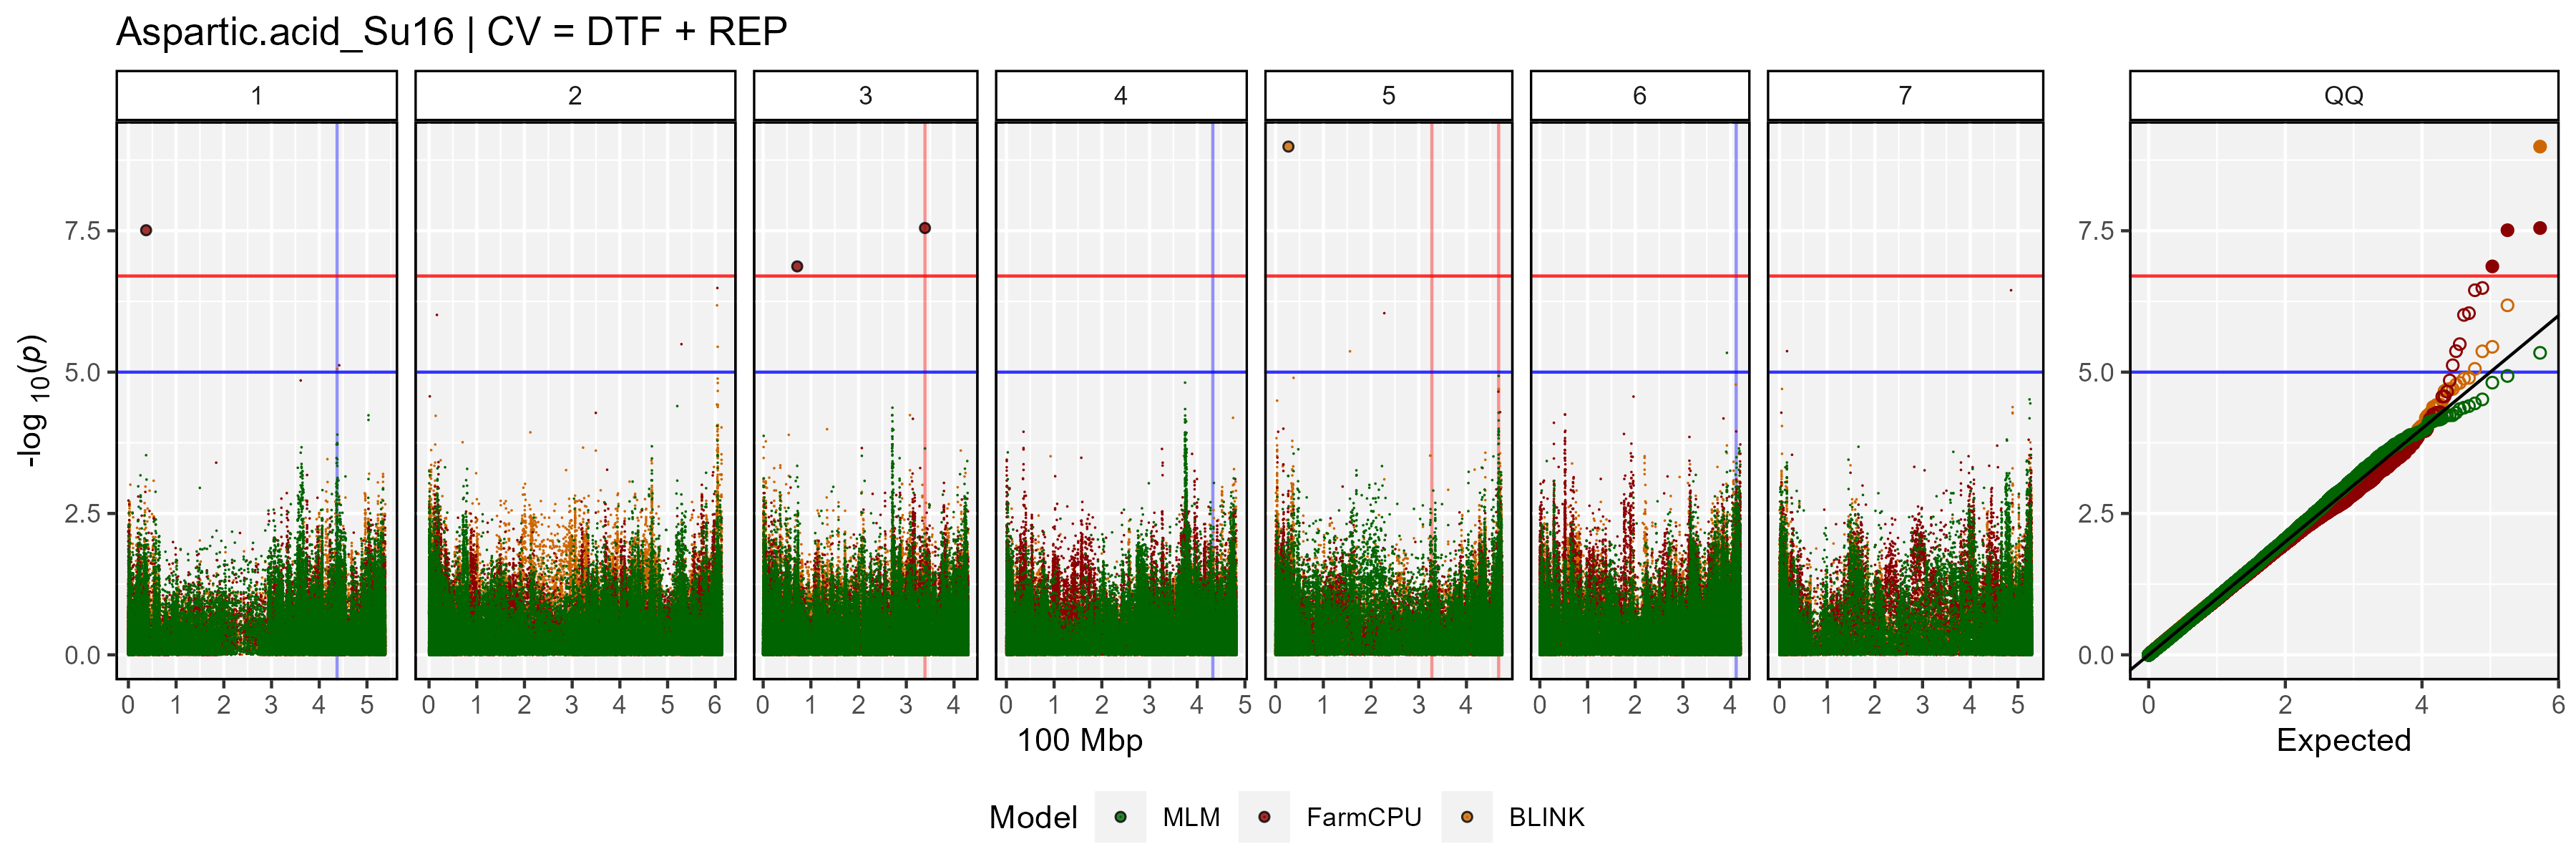 Aspartic.acid_Su16 | CV = DTF + REP
1 2 3 4 5 6 7 QQ
-log 10(p)
7.5
5.0
2.5
0.0
7.5
5.0
2.5
0.0
0 1 2 3 4 5
0 1 2 3 4 5 6
0 1 2 3 4
0 1 2 3 4 5
0 1 2 3 4
0 1 2 3 4
0 1 2 3 4 5
0 2 4 6
100 Mbp
Expected
Model MLM FarmCPU BLINK